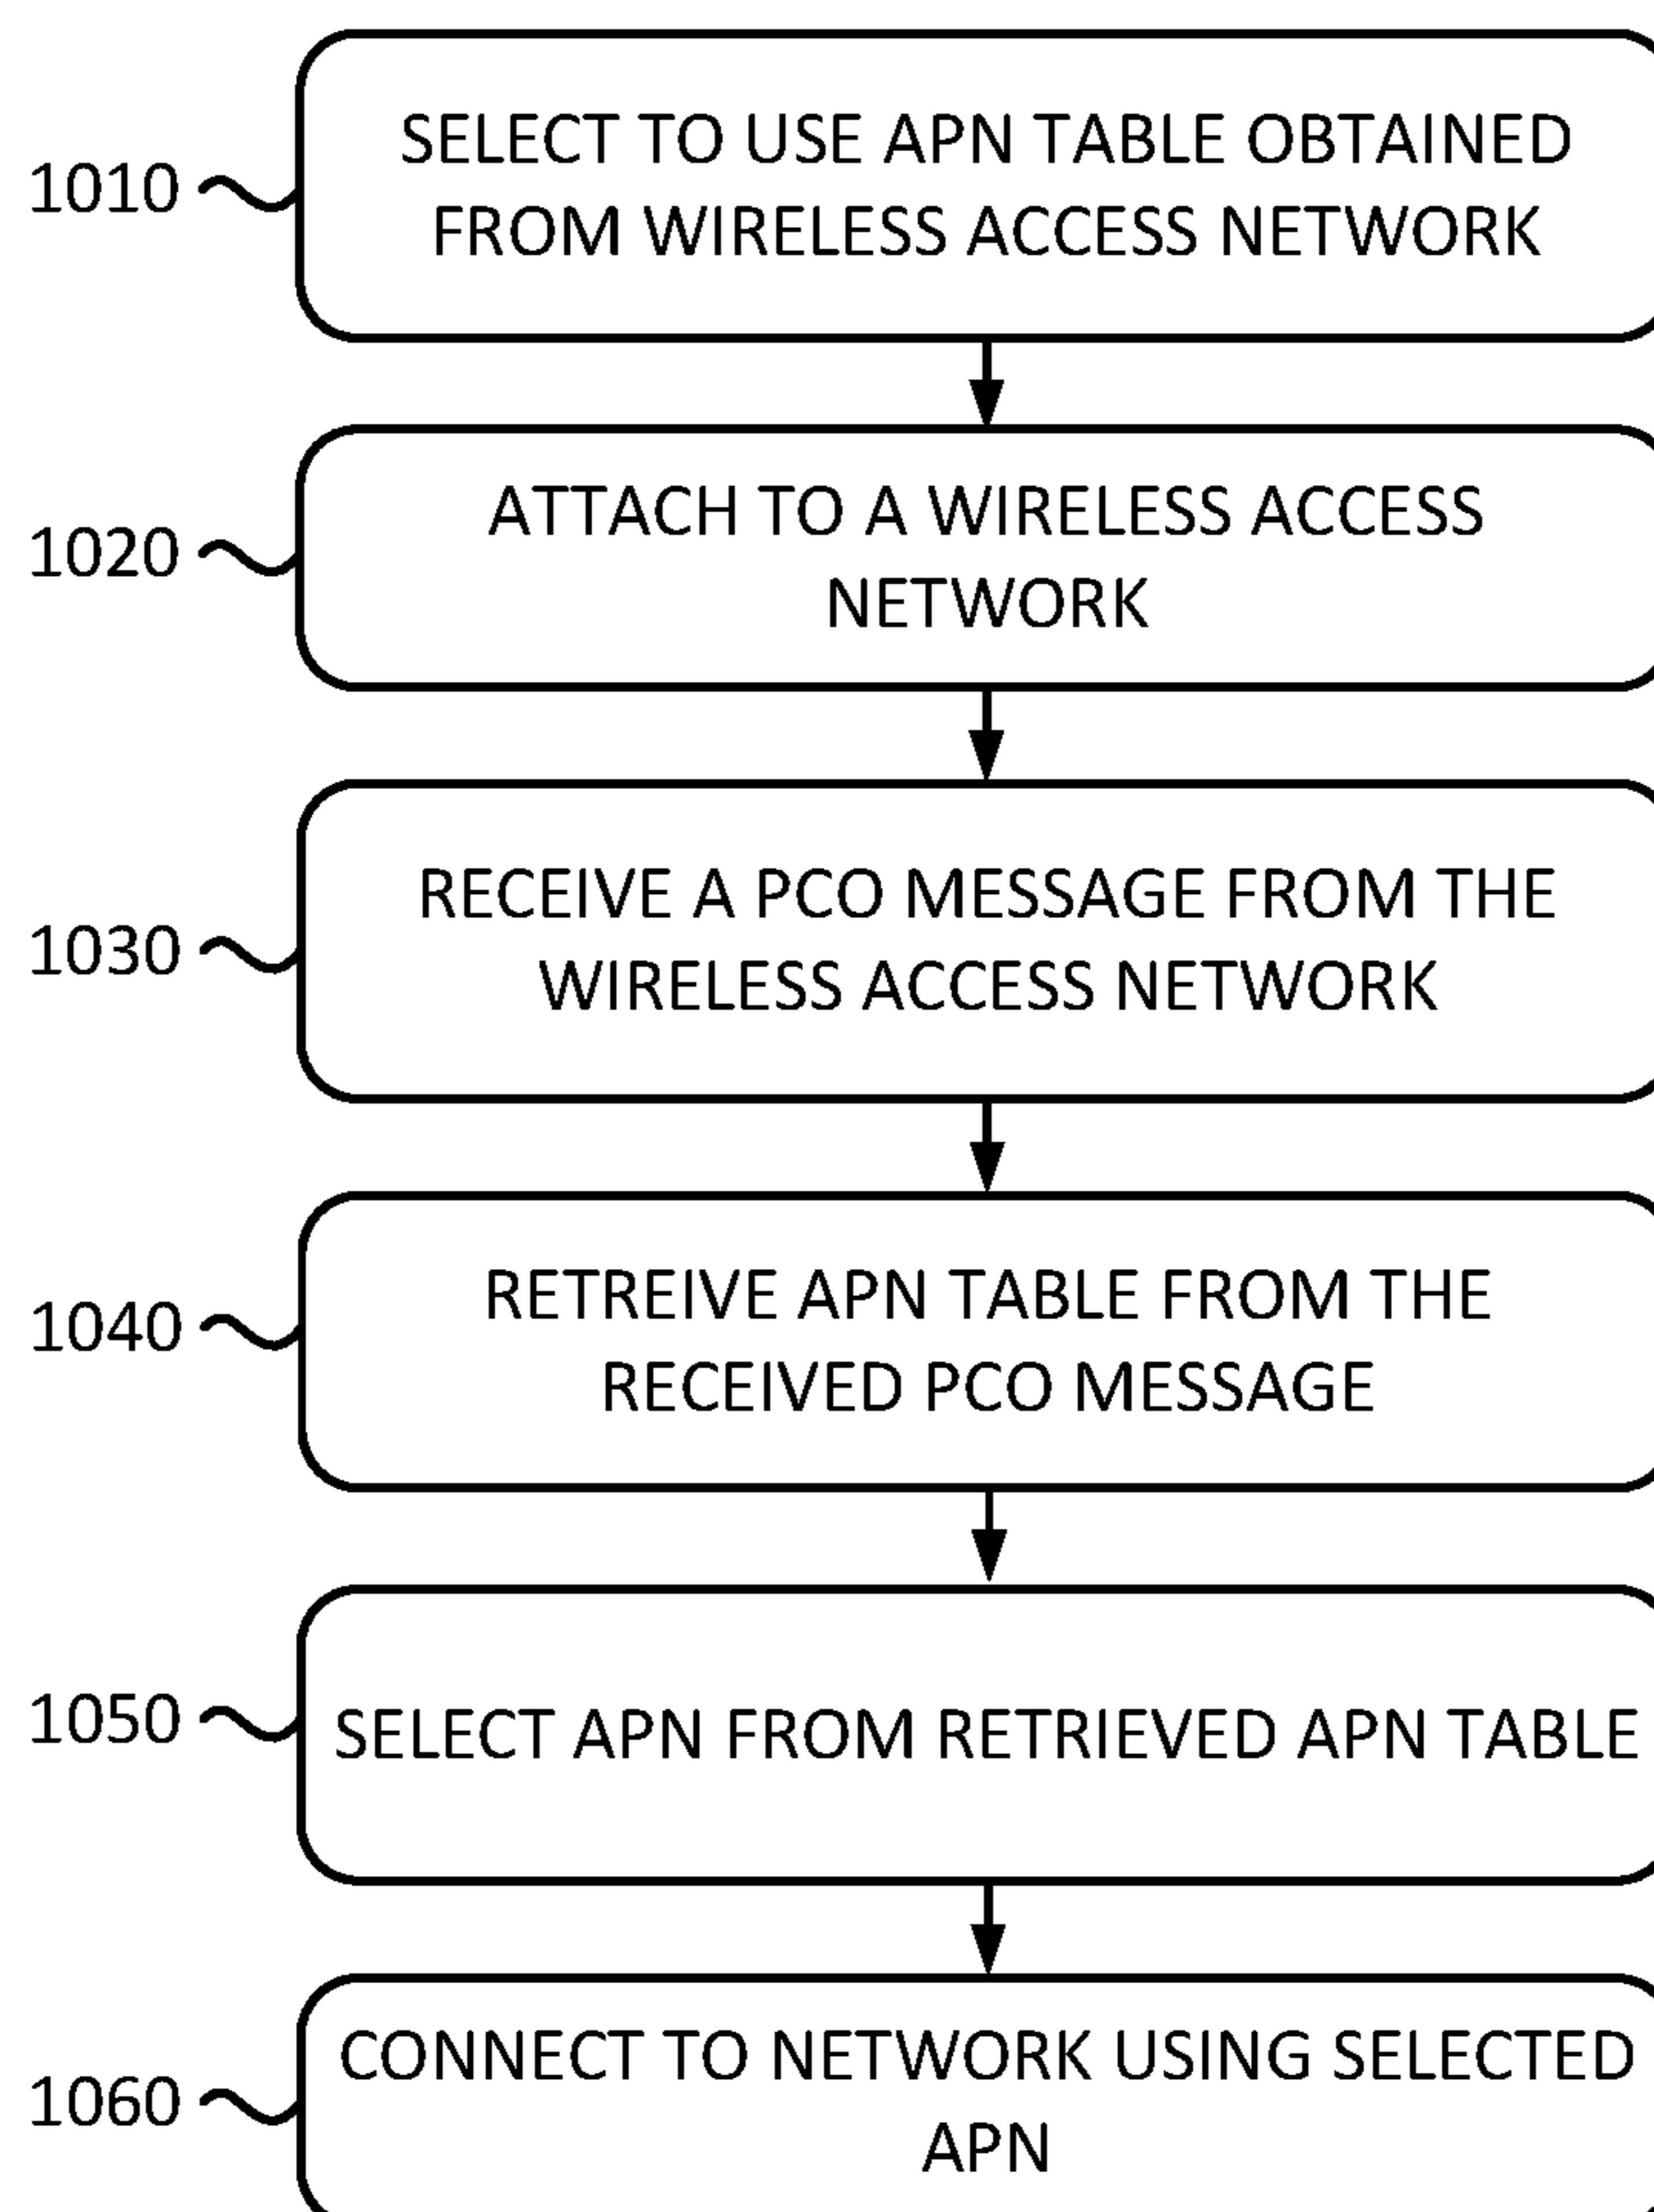 1010
SELECT TO USE APN TABLE OBTAINED
FROM WIRELESS ACCESS NETWORK
1020
ATTACH TO A WIRELESS ACCESS
NETWORK
1030
RECEIVE A PCO MESSAGE FROM THE
WIRELESS ACCESS NETWORK
1040
RETREIVE APN TABLE FROM THE
RECEIVED PCO MESSAGE
1050
SELECT APN FROM RETRIEVED APN TABLE
1060
CONNECT TO NETWORK USING SELECTED
APN